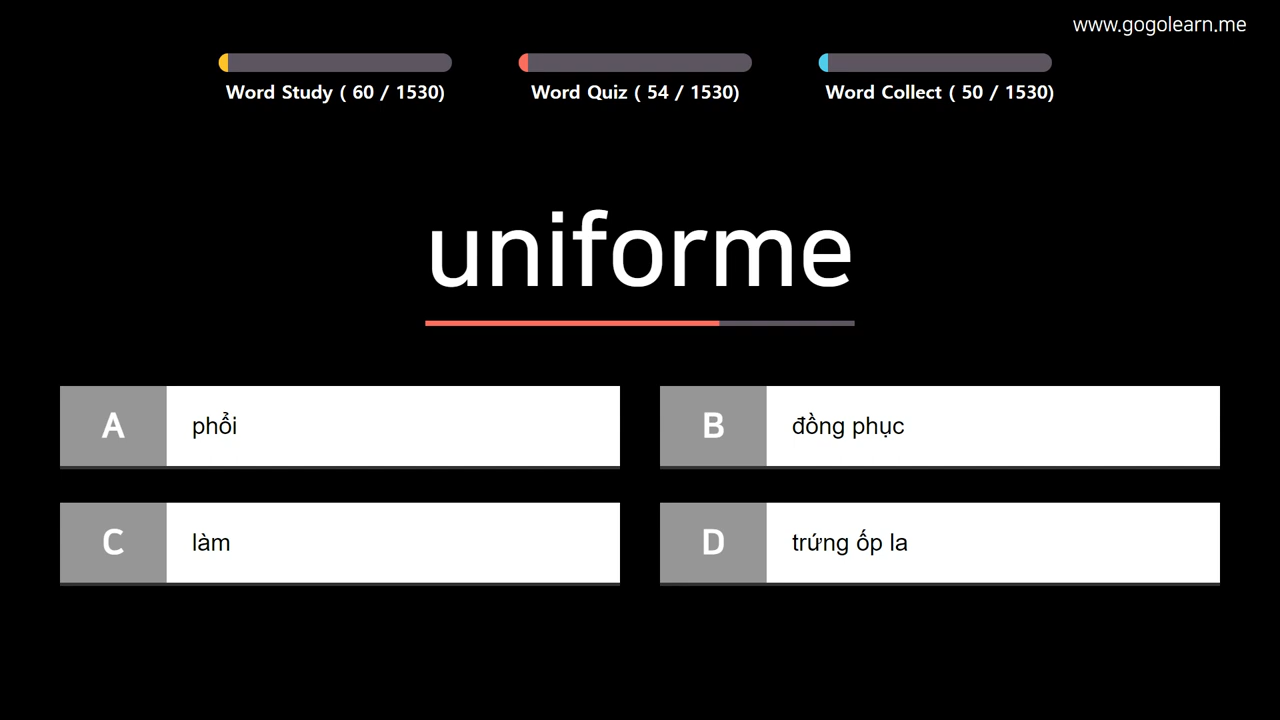 www.gogolearn.me
Word Study ( 60 / 1530)
Word Quiz ( 54 / 1530)
Word Collect ( 50 / 1530)
uniforme
A phổi
B đồng phục
C làm
D trứng ốp la